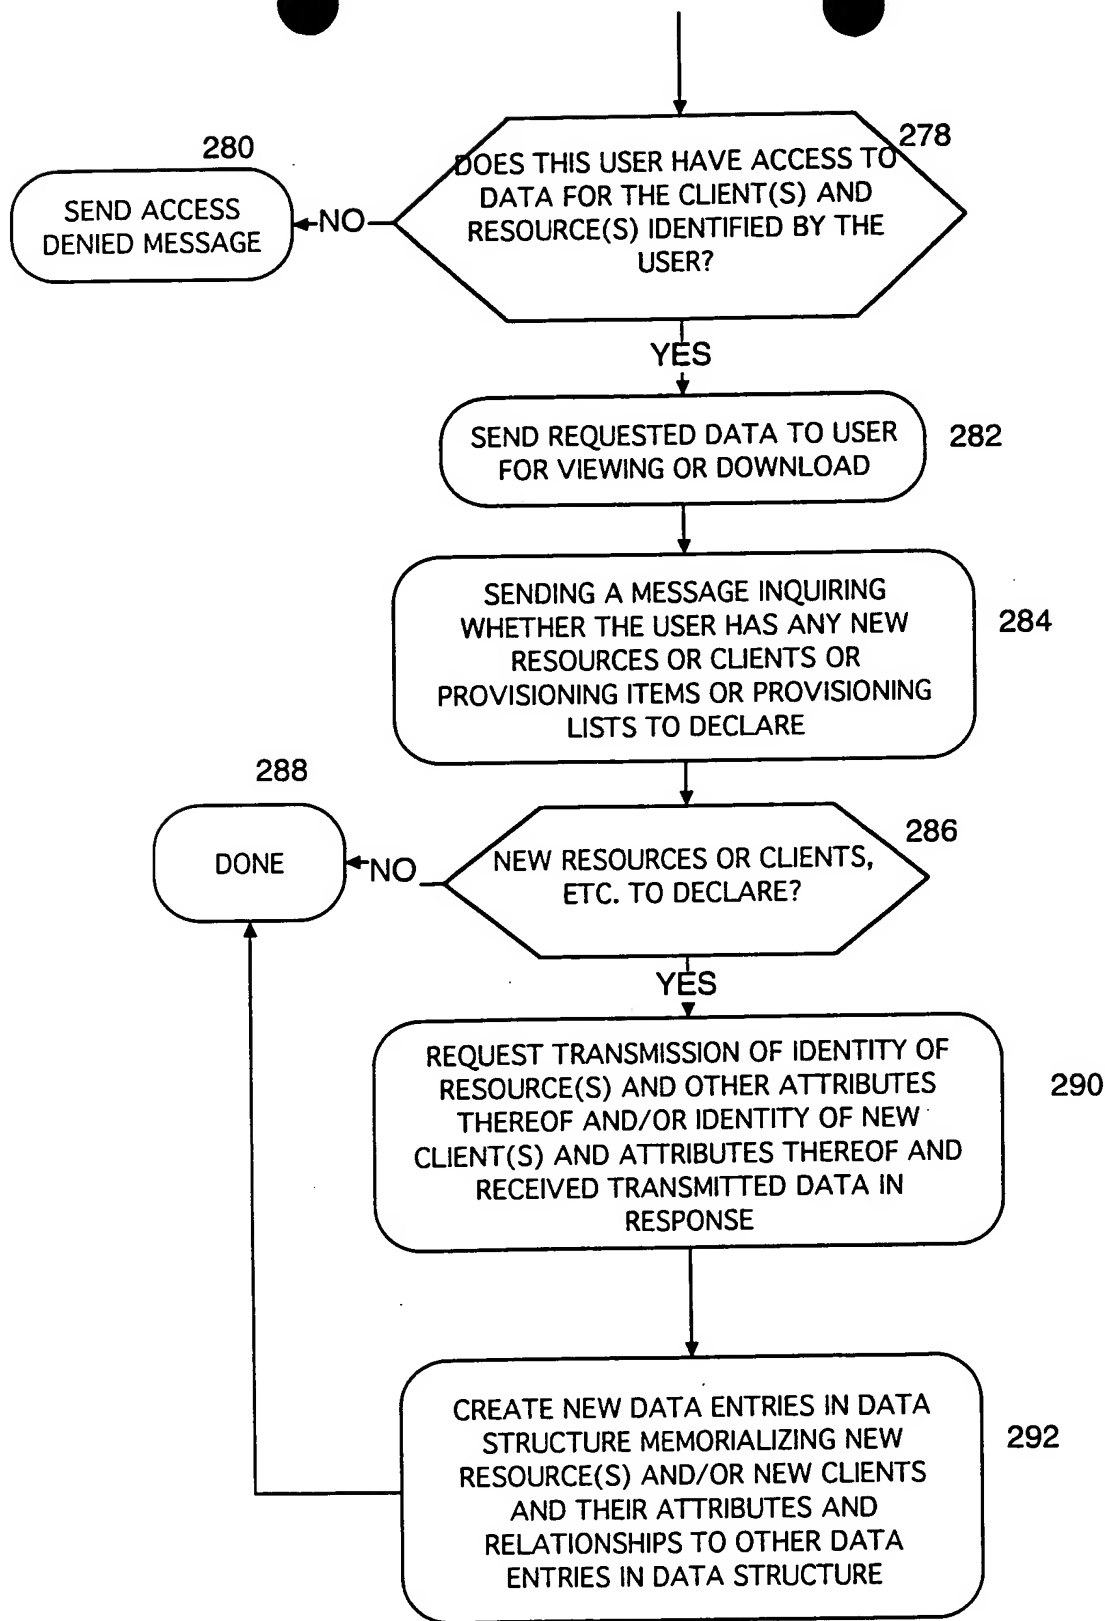 280
SEND ACCESS
DENIED MESSAGE
NO
278
DOES THIS USER HAVE ACCESS TO
DATA FOR THE CLIENT(S) AND
RESOURCE(S) IDENTIFIED BY THE
USER?
YES
SEND REQUESTED DATA TO USER
FOR VIEWING OR DOWNLOAD
282
SENDING A MESSAGE INQUIRING
WHETHER THE USER HAS ANY NEW
RESOURCES OR CLIENTS OR
PROVISIONING ITEMS OR PROVISIONING
LISTS TO DECLARE
284
288
DONE
NO
286
NEW RESOURCES OR CLIENTS,
ETC. TO DECLARE?
YES
REQUEST TRANSMISSION OF IDENTITY OF
RESOURCE(S) AND OTHER ATTRIBUTES
THEREOF AND/OR IDENTITY OF NEW
CLIENT(S) AND ATTRIBUTES THEREOF AND
RECEIVED TRANSMITTED DATA IN
RESPONSE
290
CREATE NEW DATA ENTRIES IN DATA
STRUCTURE MEMORIALIZING NEW
RESOURCE(S) AND/OR NEW CLIENTS
AND THEIR ATTRIBUTES AND
RELATIONSHIPS TO OTHER DATA
ENTRIES IN DATA STRUCTURE
292